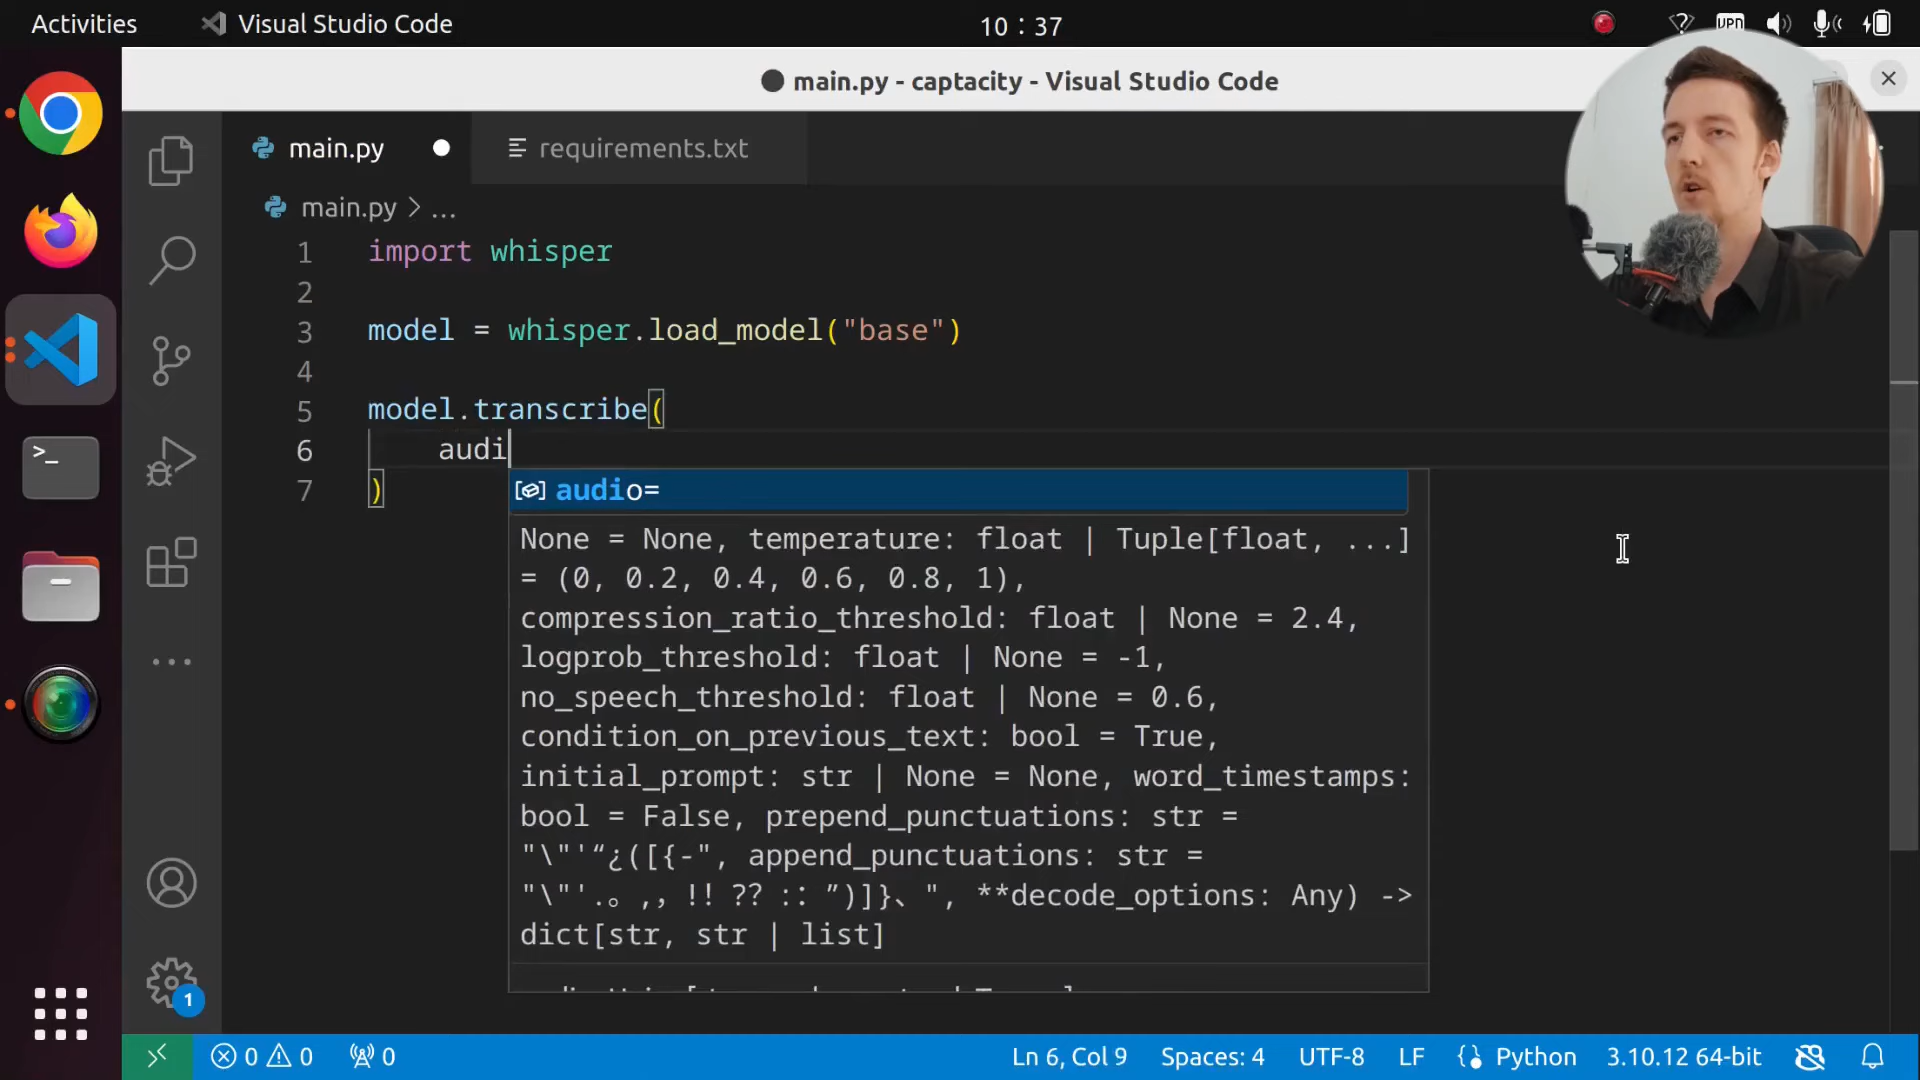 Activities
Visual Studio Code
10 : 37
VPN
main.py - captacity - Visual Studio Code
main.py
requirements.txt
main.py > ...
1 import whisper
2
3 model = whisper.load_model("base")
4
5 model.transcribe(
6 audi
7 )
audio=
None = None, temperature: float | Tuple[float, ...]
= (0, 0.2, 0.4, 0.6, 0.8, 1),
compression_ratio_threshold: float | None = 2.4,
logprob_threshold: float | None = -1,
no_speech_threshold: float | None = 0.6,
condition_on_previous_text: bool = True,
initial_prompt: str | None = None, word_timestamps:
bool = False, prepend_punctuations: str =
"\"'“¿([{-", append_punctuations: str =
"\"'.。,，!！?？:：”)]}、", **decode_options: Any) ->
dict[str, str | list]
1
0 0 0
Ln 6, Col 9
Spaces: 4
UTF-8
LF
Python
3.10.12 64-bit